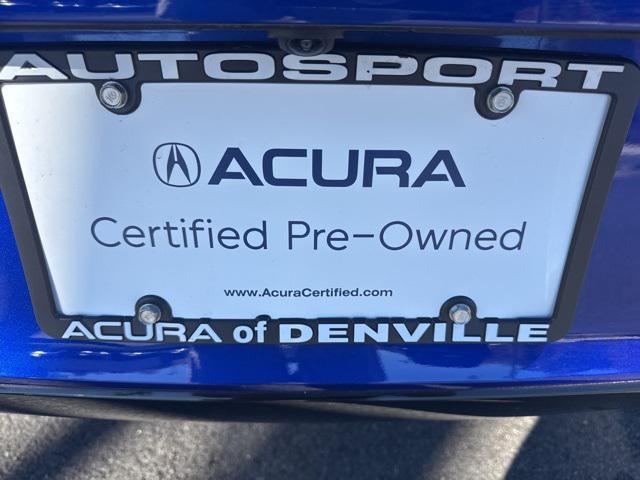 AUTOSPORT
ACURA
Certified Pre-Owned
www.AcuraCertified.com
ACURA of DENVILLE